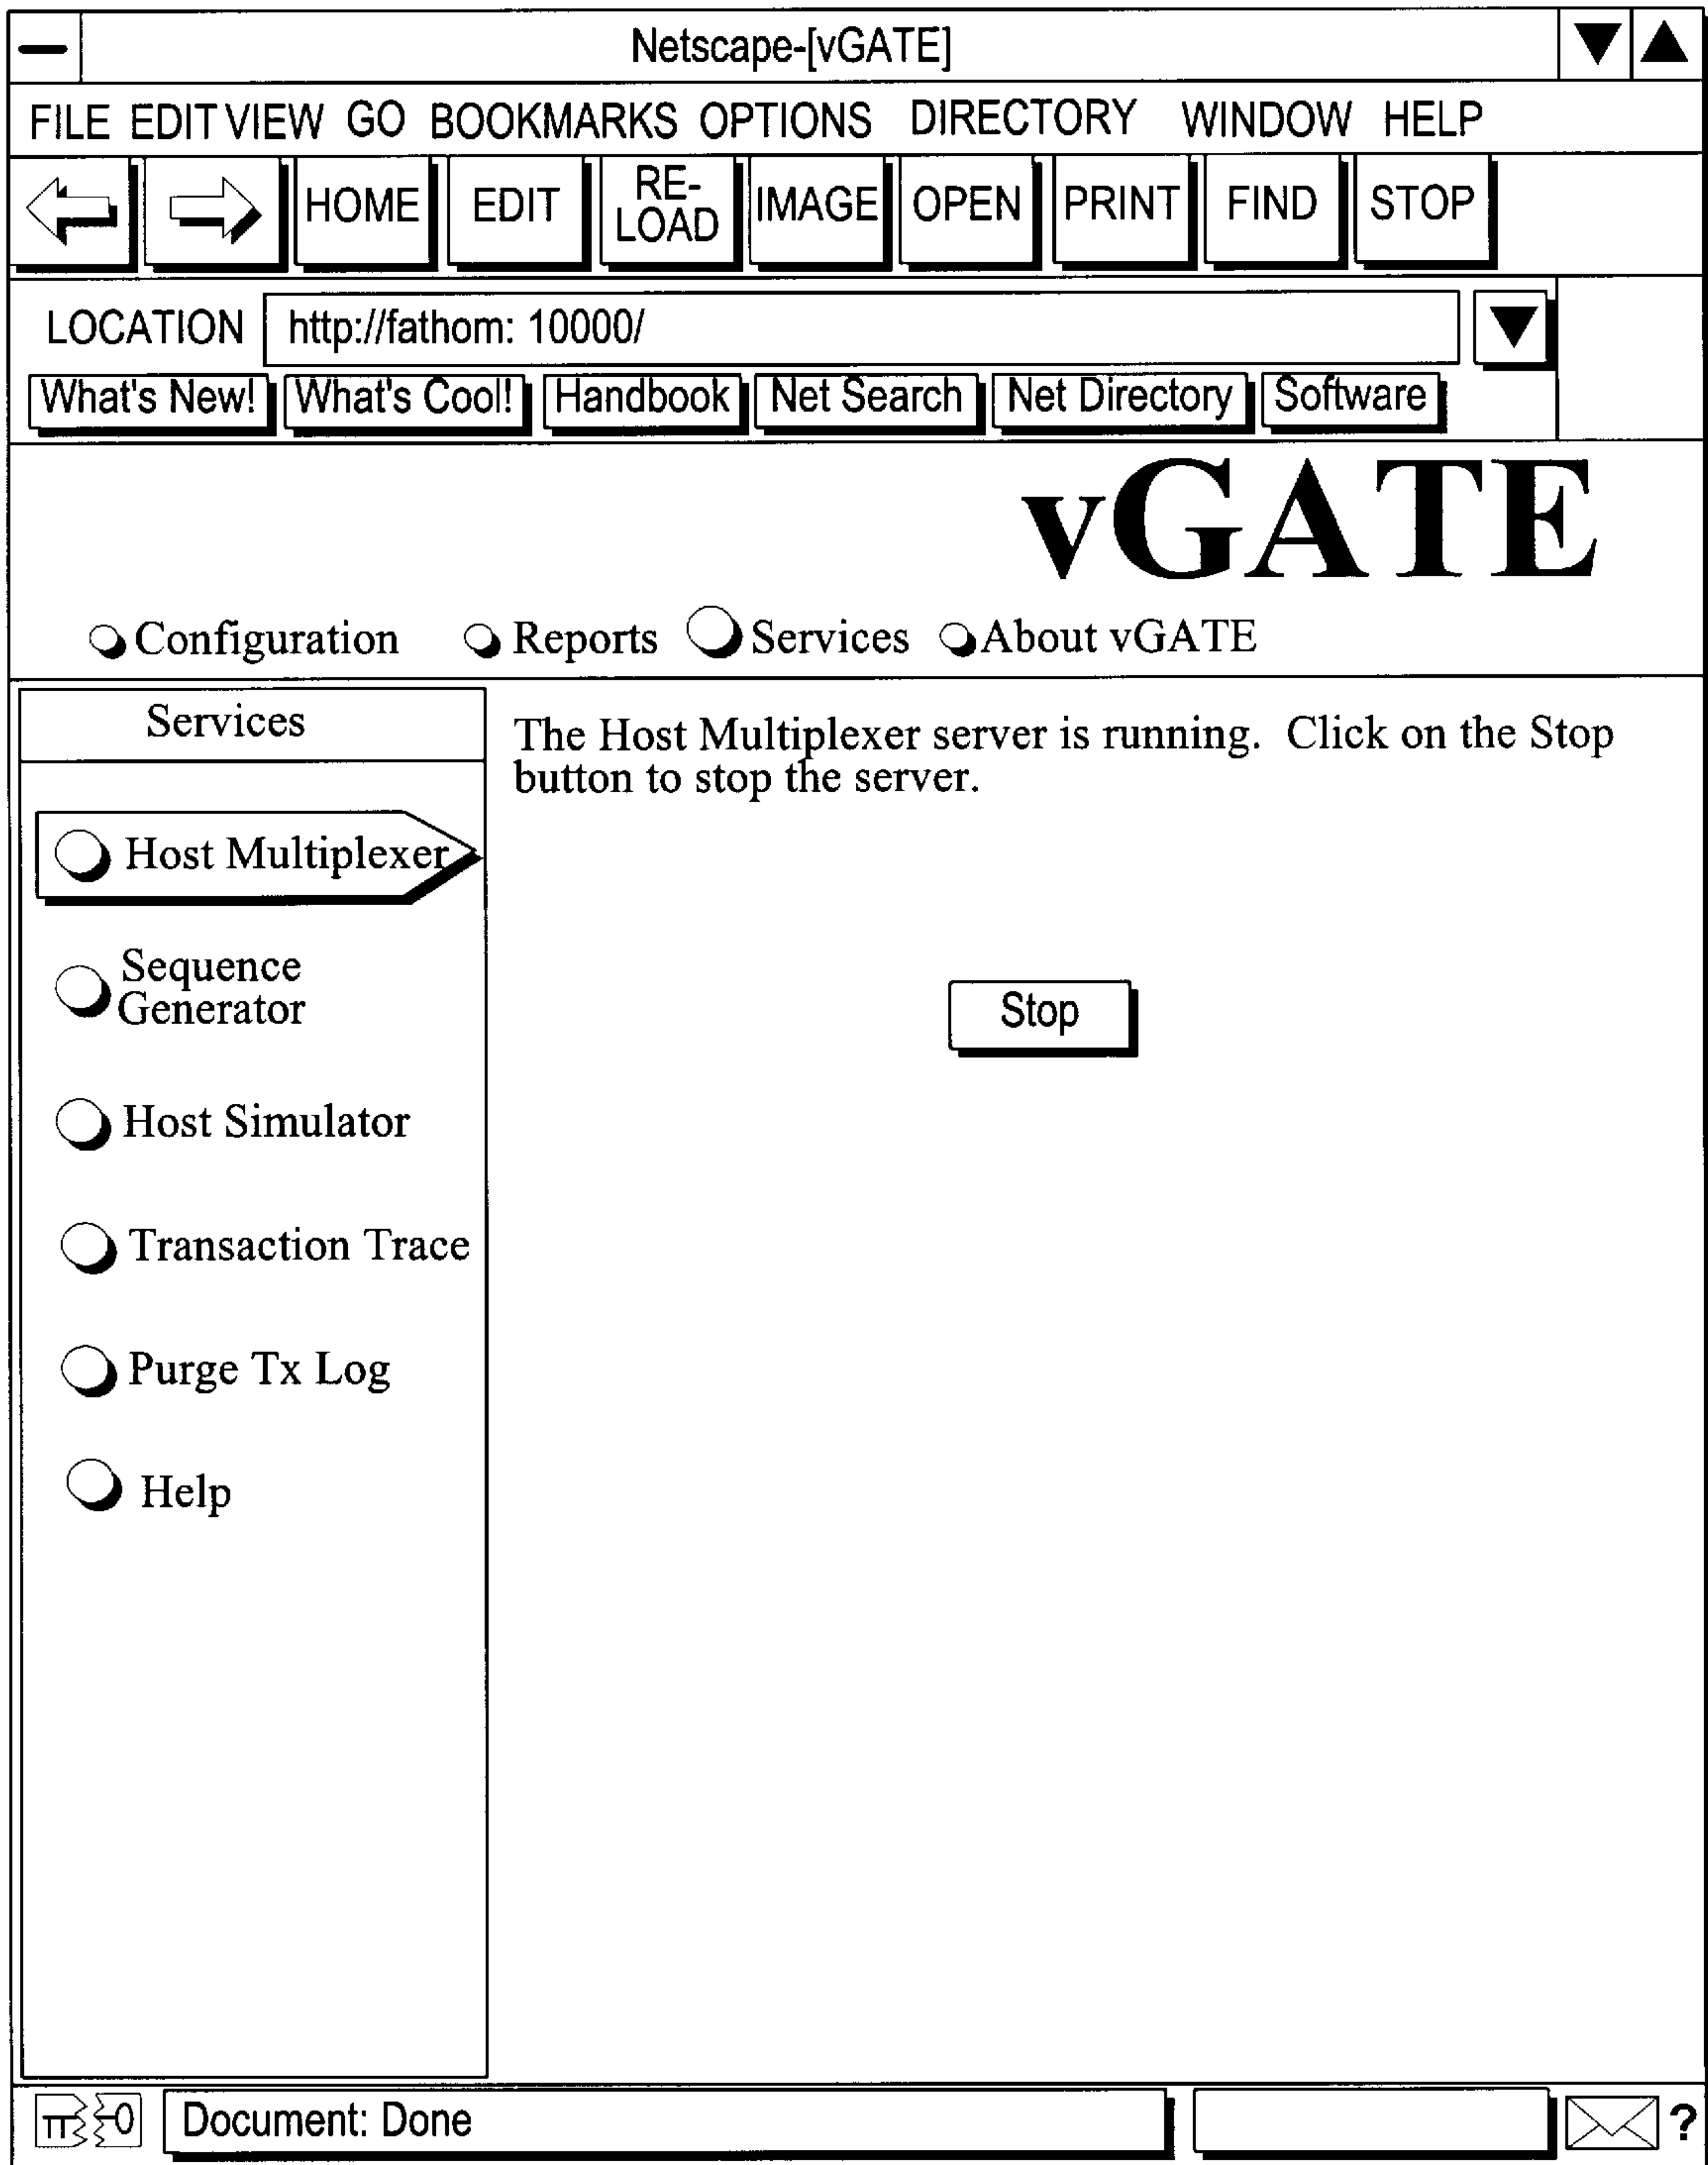 Netscape-[vGATE]
FILE EDIT VIEW GO BOOKMARKS OPTIONS DIRECTORY WINDOW HELP
HOME EDIT RE-
LOAD IMAGE OPEN PRINT FIND STOP
LOCATION http://fathom: 10000/
What's New! What's Cool! Handbook Net Search Net Directory Software
vGATE
Configuration Reports Services About vGATE
Services
Host Multiplexer
Sequence
Generator
Host Simulator
Transaction Trace
Purge Tx Log
Help
The Host Multiplexer server is running. Click on the Stop
button to stop the server.
Stop
Document: Done
?